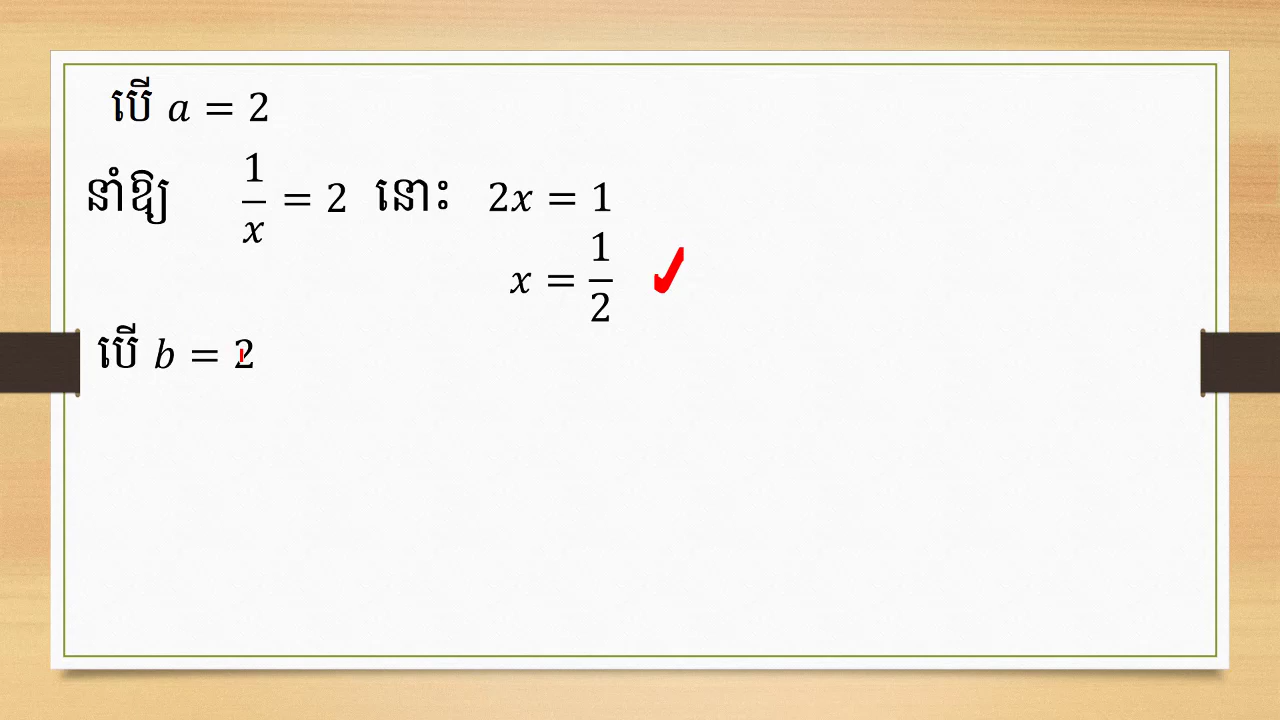 បើ a = 2
នាំឱ្យ 1/x = 2 នោះ 2x = 1
x = 1/2 ✓
បើ b = 2